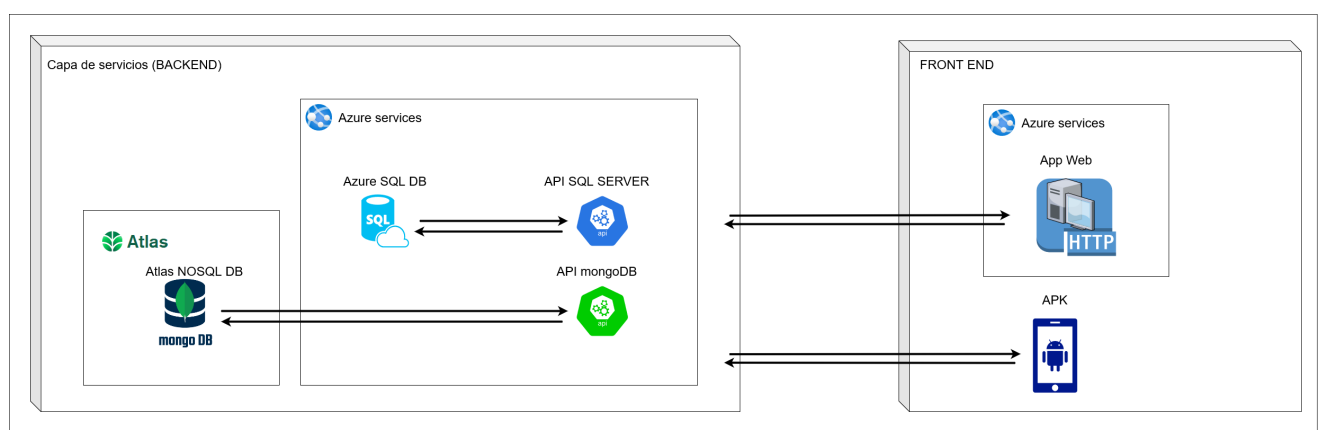 Capa de servicios (BACKEND)
Azure services
Azure SQL DB
SQL
API SQL SERVER
api
Atlas
Atlas NOSQL DB
mongo DB
API mongoDB
api
FRONT END
Azure services
App Web
HTTP
APK